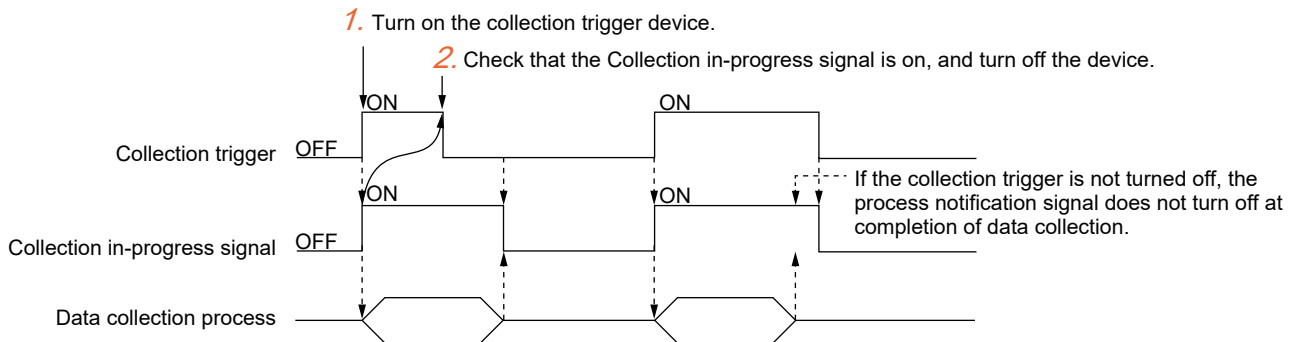 1. Turn on the collection trigger device.
2. Check that the Collection in-progress signal is on, and turn off the device.
ON
ON
Collection trigger
OFF
If the collection trigger is not turned off, the
process notification signal does not turn off at
completion of data collection.
ON
ON
Collection in-progress signal
OFF
Data collection process